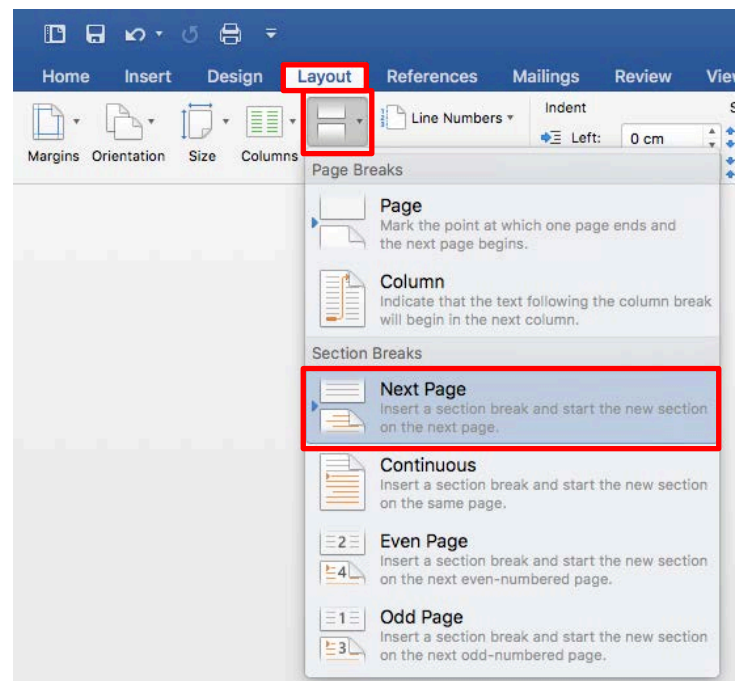 Home Insert Design Layout References Mailings Review View
Line Numbers
Indent
Left: 0 cm
Margins Orientation Size Columns
Page Breaks
Page
Mark the point at which one page ends and
the next page begins.
Column
Indicate that the text following the column break
will begin in the next column.
Section Breaks
Next Page
Insert a section break and start the new section
on the next page.
Continuous
Insert a section break and start the new section
on the same page.
2
4
Even Page
Insert a section break and start the new section
on the next even-numbered page.
1
3
Odd Page
Insert a section break and start the new section
on the next odd-numbered page.